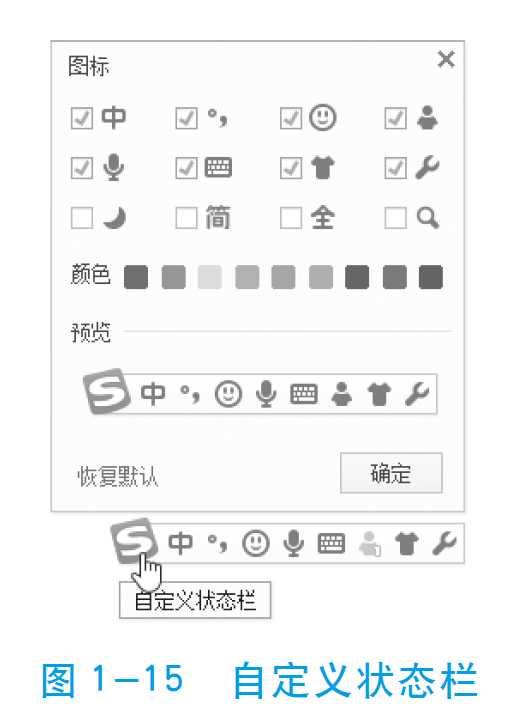 图标
中 °,
简 全
颜色
预览
S 中 °,
恢复默认 确定
S 中 °,
自定义状态栏
图 1-15 自定义状态栏